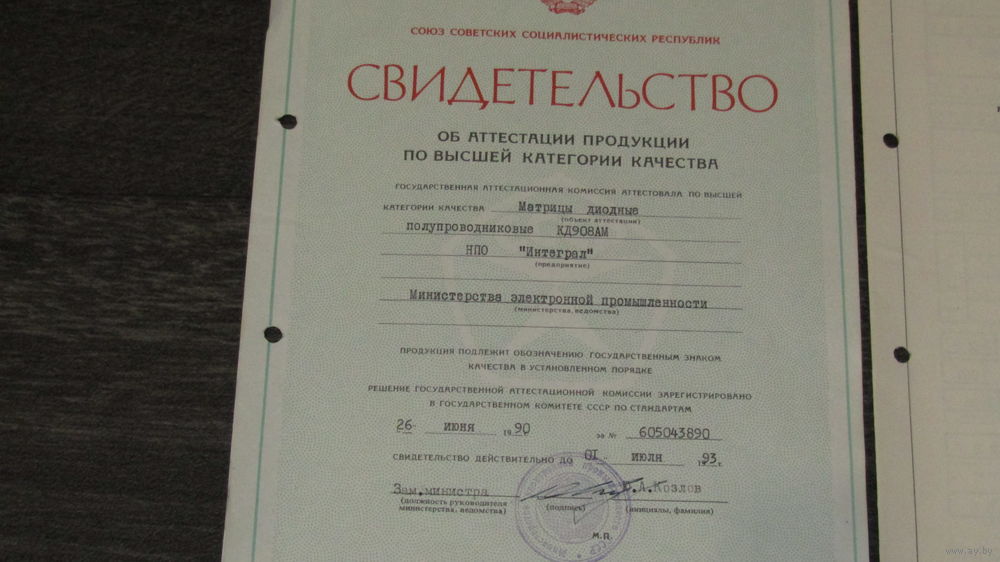 СОЮЗ СОВЕТСКИХ СОЦИАЛИСТИЧЕСКИХ РЕСПУБЛИК
СВИДЕТЕЛЬСТВО
ОБ АТТЕСТАЦИИ ПРОДУКЦИИ
ПО ВЫСШЕЙ КАТЕГОРИИ КАЧЕСТВА
ГОСУДАРСТВЕННАЯ АТТЕСТАЦИОННАЯ КОМИССИЯ АТТЕСТОВАЛА ПО ВЫСШЕЙ
КАТЕГОРИИ КАЧЕСТВА Матрицы диодные
(объект аттестации)
полупроводниковые КД908АМ
НПО "Интеграл"
(предприятие)
Министерства электронной промышленности
(министерства, ведомства)
ПРОДУКЦИЯ ПОДЛЕЖИТ ОБОЗНАЧЕНИЮ ГОСУДАРСТВЕННЫМ ЗНАКОМ
КАЧЕСТВА В УСТАНОВЛЕННОМ ПОРЯДКЕ
РЕШЕНИЕ ГОСУДАРСТВЕННОЙ АТТЕСТАЦИОННОЙ КОМИССИИ ЗАРЕГИСТРИРОВАНО
В ГОСУДАРСТВЕННОМ КОМИТЕТЕ СССР ПО СТАНДАРТАМ
26 июня 1990 за № 605043890
СВИДЕТЕЛЬСТВО ДЕЙСТВИТЕЛЬНО ДО 01 июля 1993 г.
Зам.министра А.Козлов
(должность руководителя (подпись) (инициалы, фамилия)
министерства, ведомства)
М.П.
www.ay.by